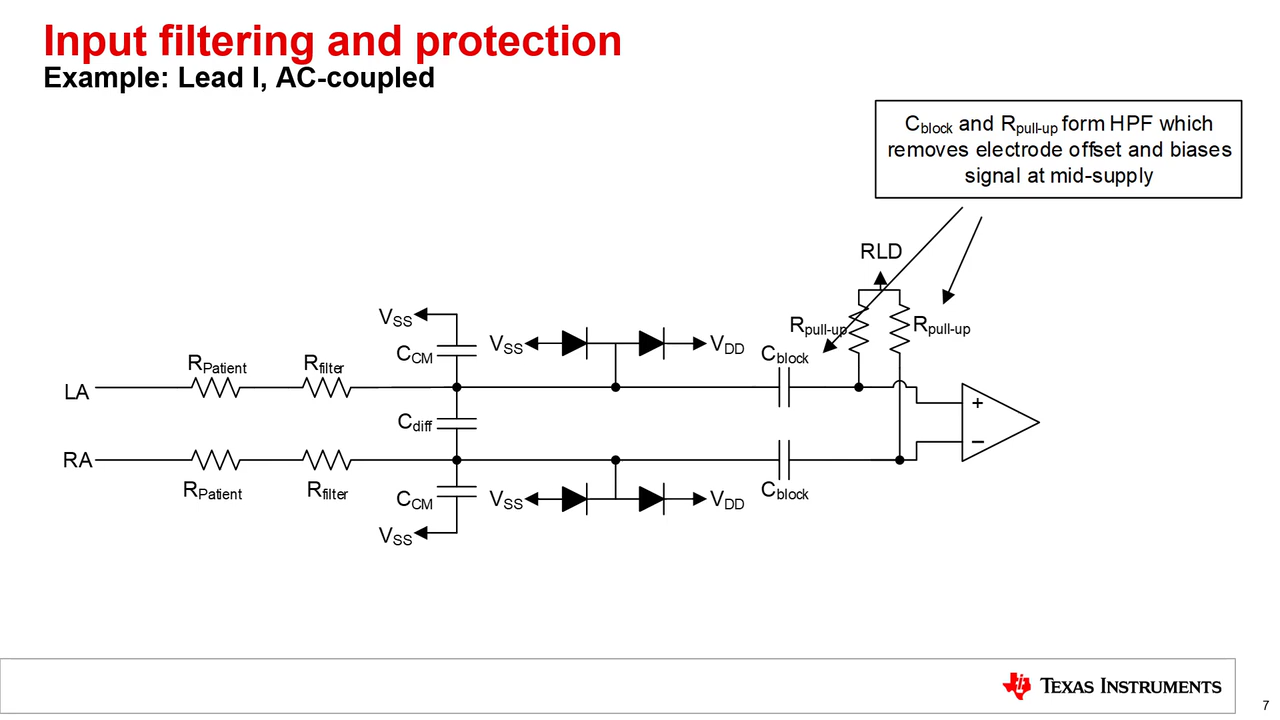 Input filtering and protection
Example: Lead I, AC-coupled
Cblock and Rpull-up form HPF which
removes electrode offset and biases
signal at mid-supply
RLD
VSS
CCM
VSS
VDD
Rpull-up
Rpull-up
Cblock
RPatient
Rfilter
LA
+
Cdiff
−
RA
RPatient
Rfilter
CCM
VSS
VDD
Cblock
VSS
TEXAS INSTRUMENTS
7